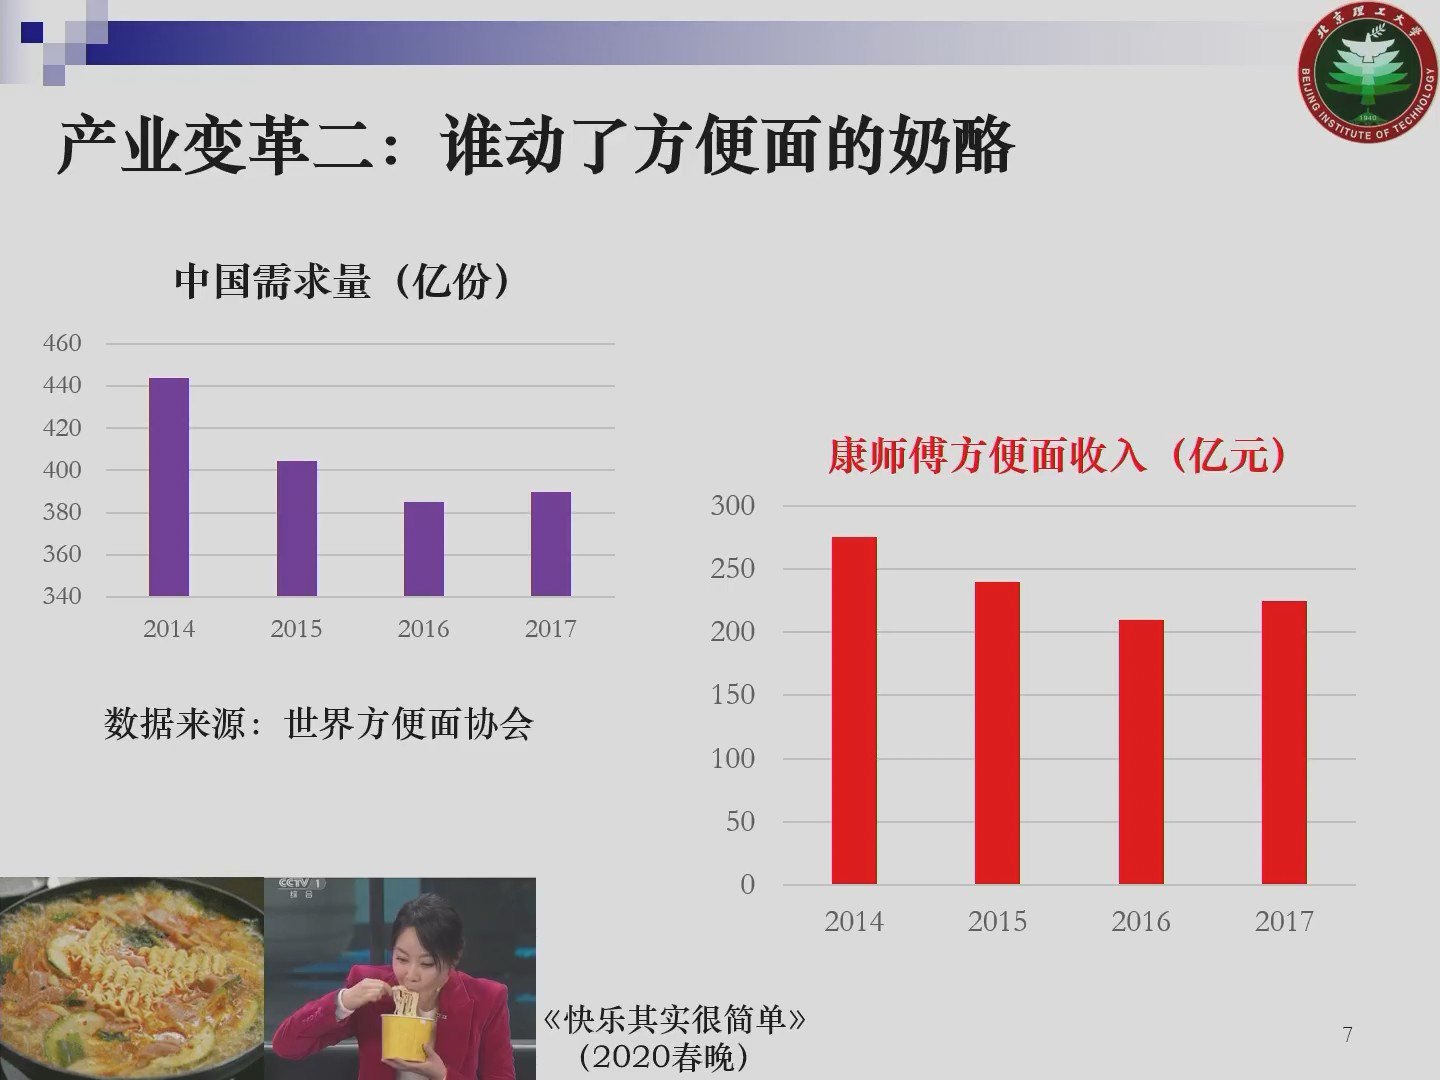 北京理工大学
BEIJING INSTITUTE OF TECHNOLOGY
1940
产业变革二：谁动了方便面的奶酪
中国需求量（亿份）
460
440
420
400
380
360
340
2014 2015 2016 2017
数据来源：世界方便面协会
康师傅方便面收入（亿元）
300
250
200
150
100
50
0
2014 2015 2016 2017
CCTV 1
综合
《快乐其实很简单》
（2020春晚）
7